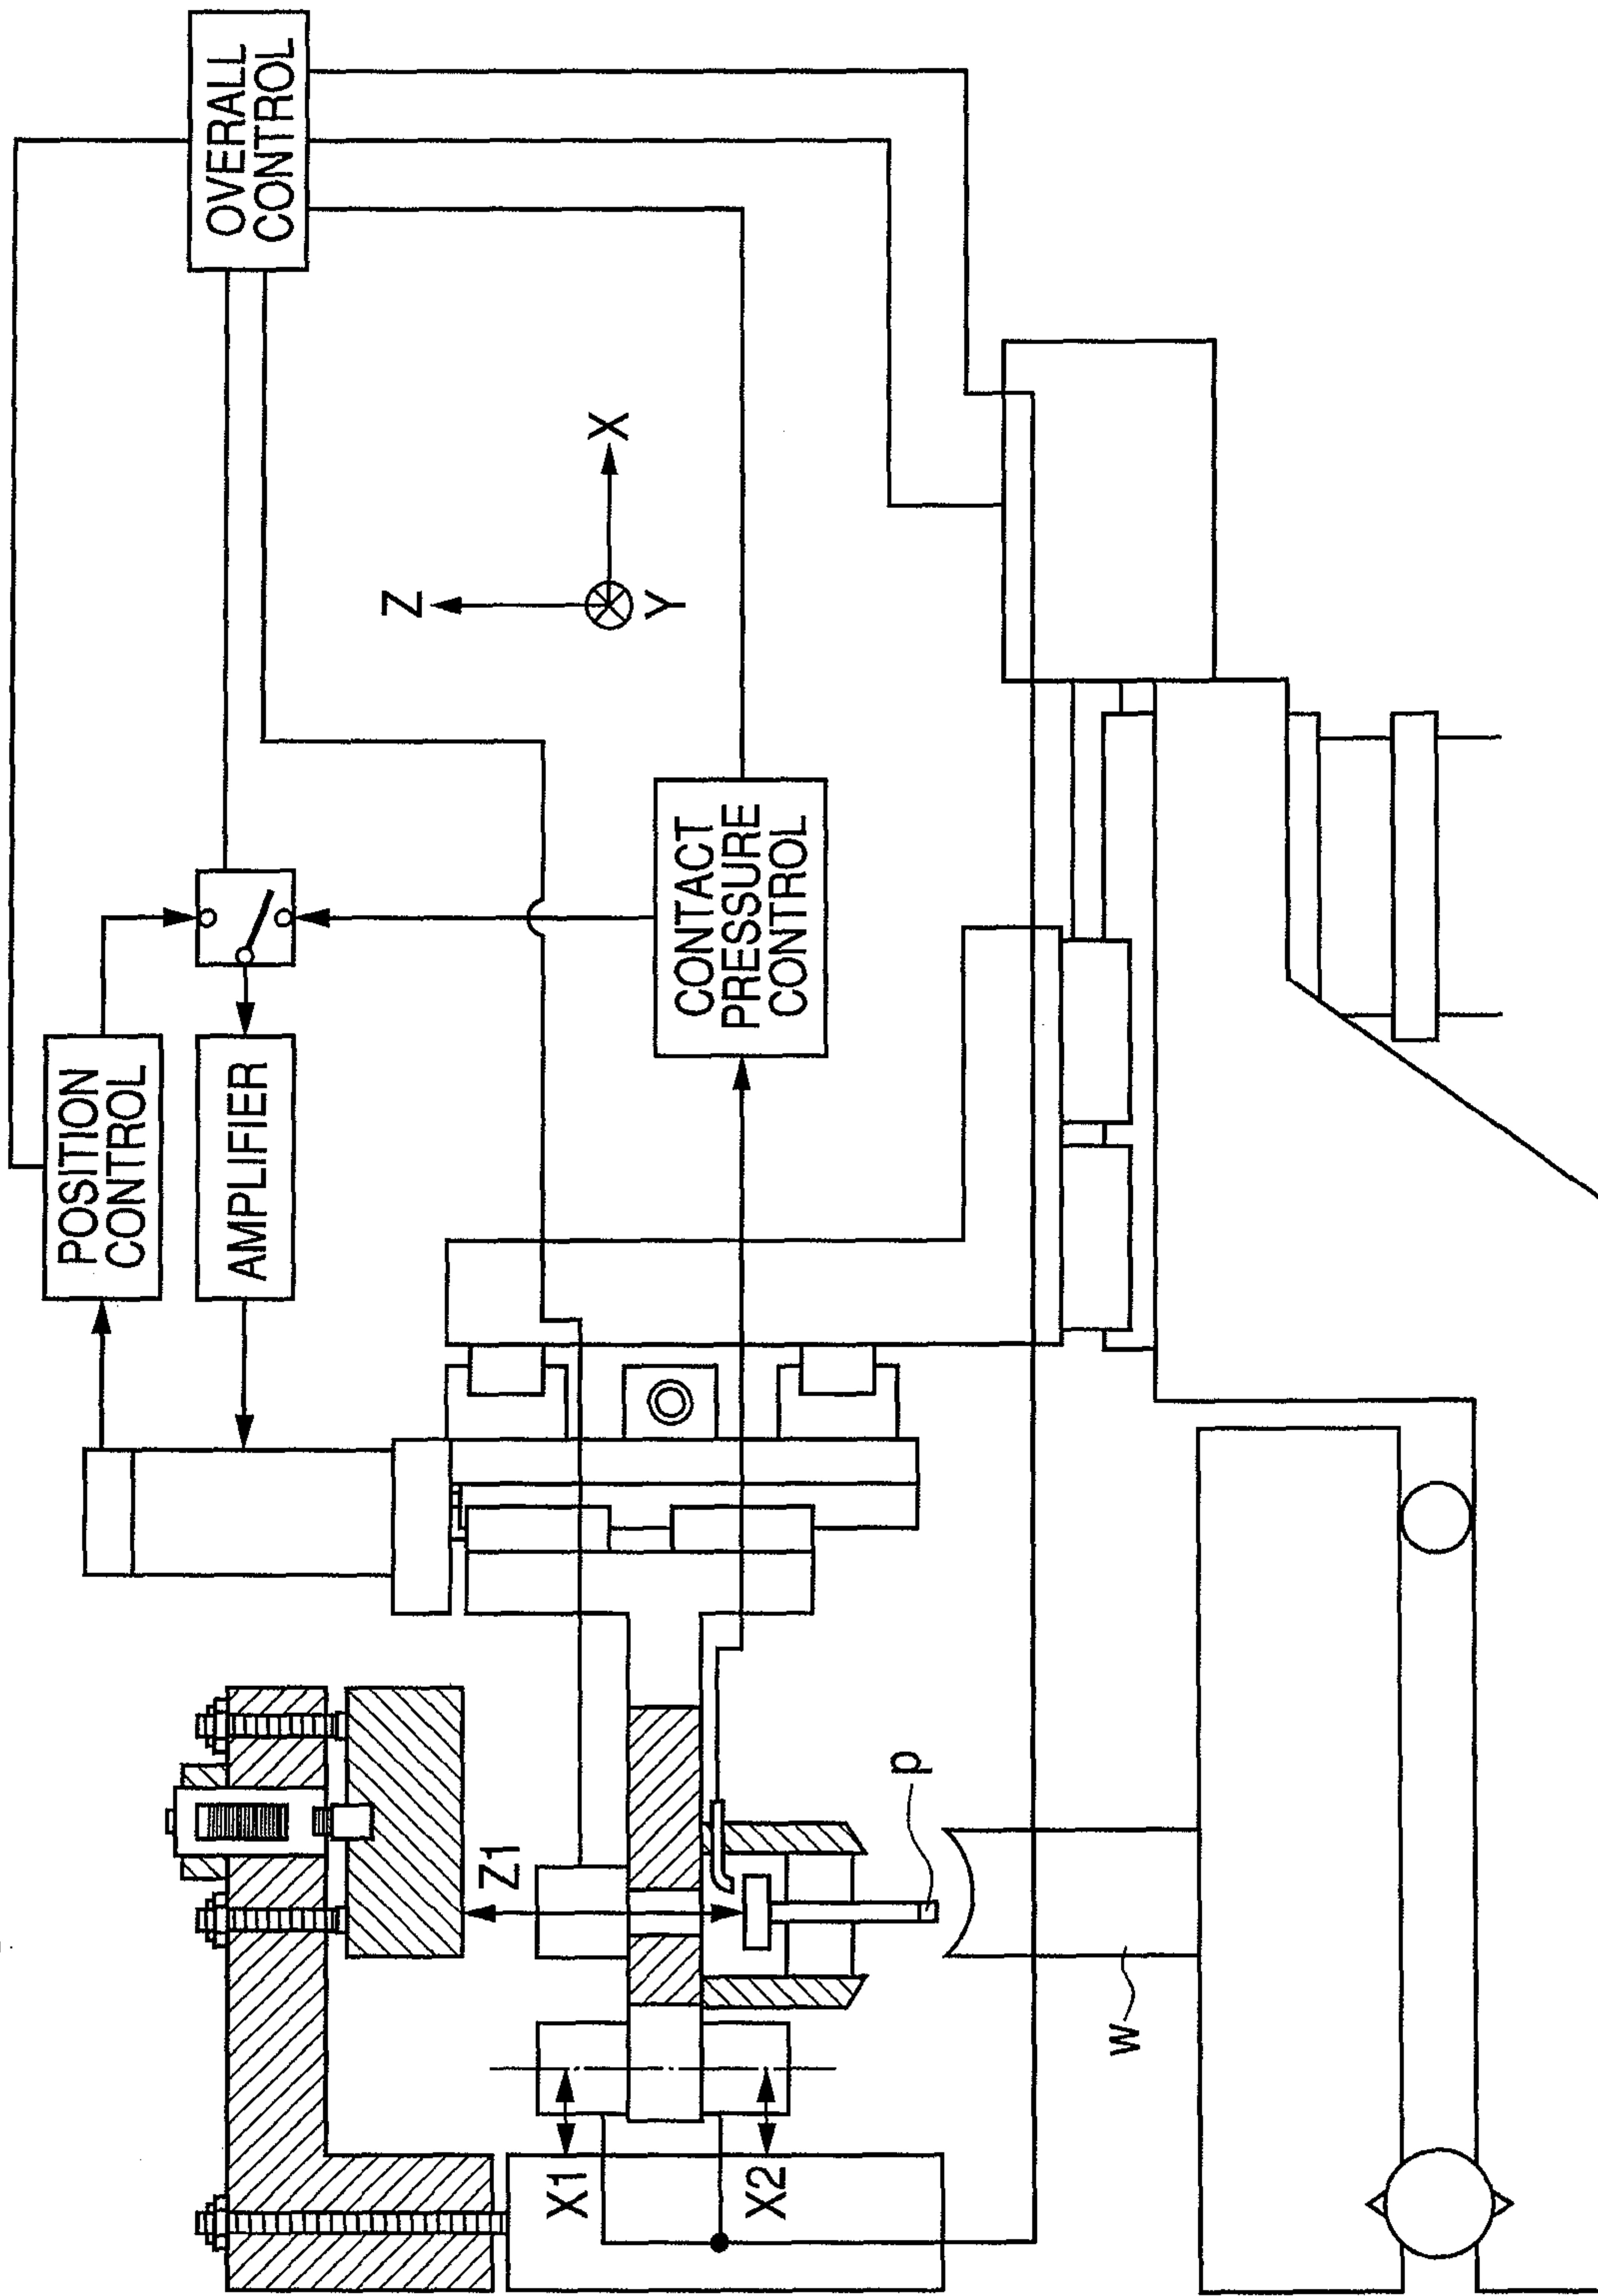 OVERALL
CONTROL
POSITION
CONTROL
AMPLIFIER
CONTACT
PRESSURE
CONTROL
Z
X
Y
Z1
X1
X2
p
w